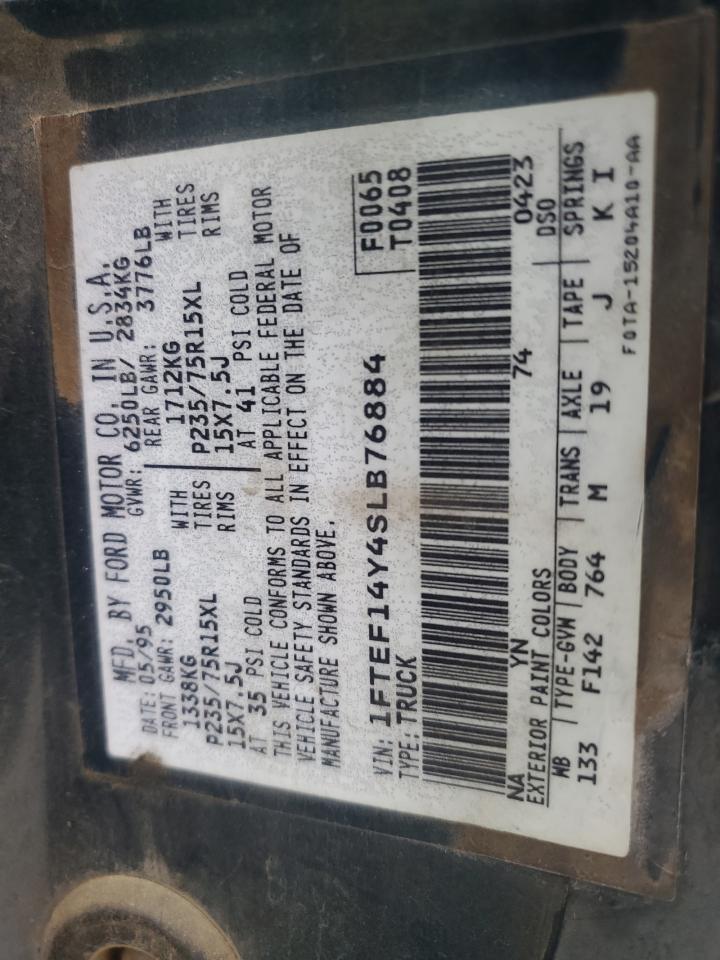 MFD. BY FORD MOTOR CO. IN U.S.A.
DATE: 05/95 GVWR: 6250LB/ 2834KG
FRONT GAWR: 2950LB REAR GAWR: 3776LB
1338KG WITH 1712KG WITH
P235/75R15XL TIRES P235/75R15XL TIRES
15X7.5J RIMS 15X7.5J RIMS
AT 35 PSI COLD AT 41 PSI COLD
THIS VEHICLE CONFORMS TO ALL APPLICABLE FEDERAL MOTOR
VEHICLE SAFETY STANDARDS IN EFFECT ON THE DATE OF
MANUFACTURE SHOWN ABOVE.
VIN: 1FTEF14Y4SLB76884 F0065
TYPE: TRUCK T0408
NA YN 74 0423
EXTERIOR PAINT COLORS DSO
WB TYPE-GVW BODY TRANS AXLE TAPE SPRINGS
133 F142 764 M 19 J K I
F0TA-15204A10-AA